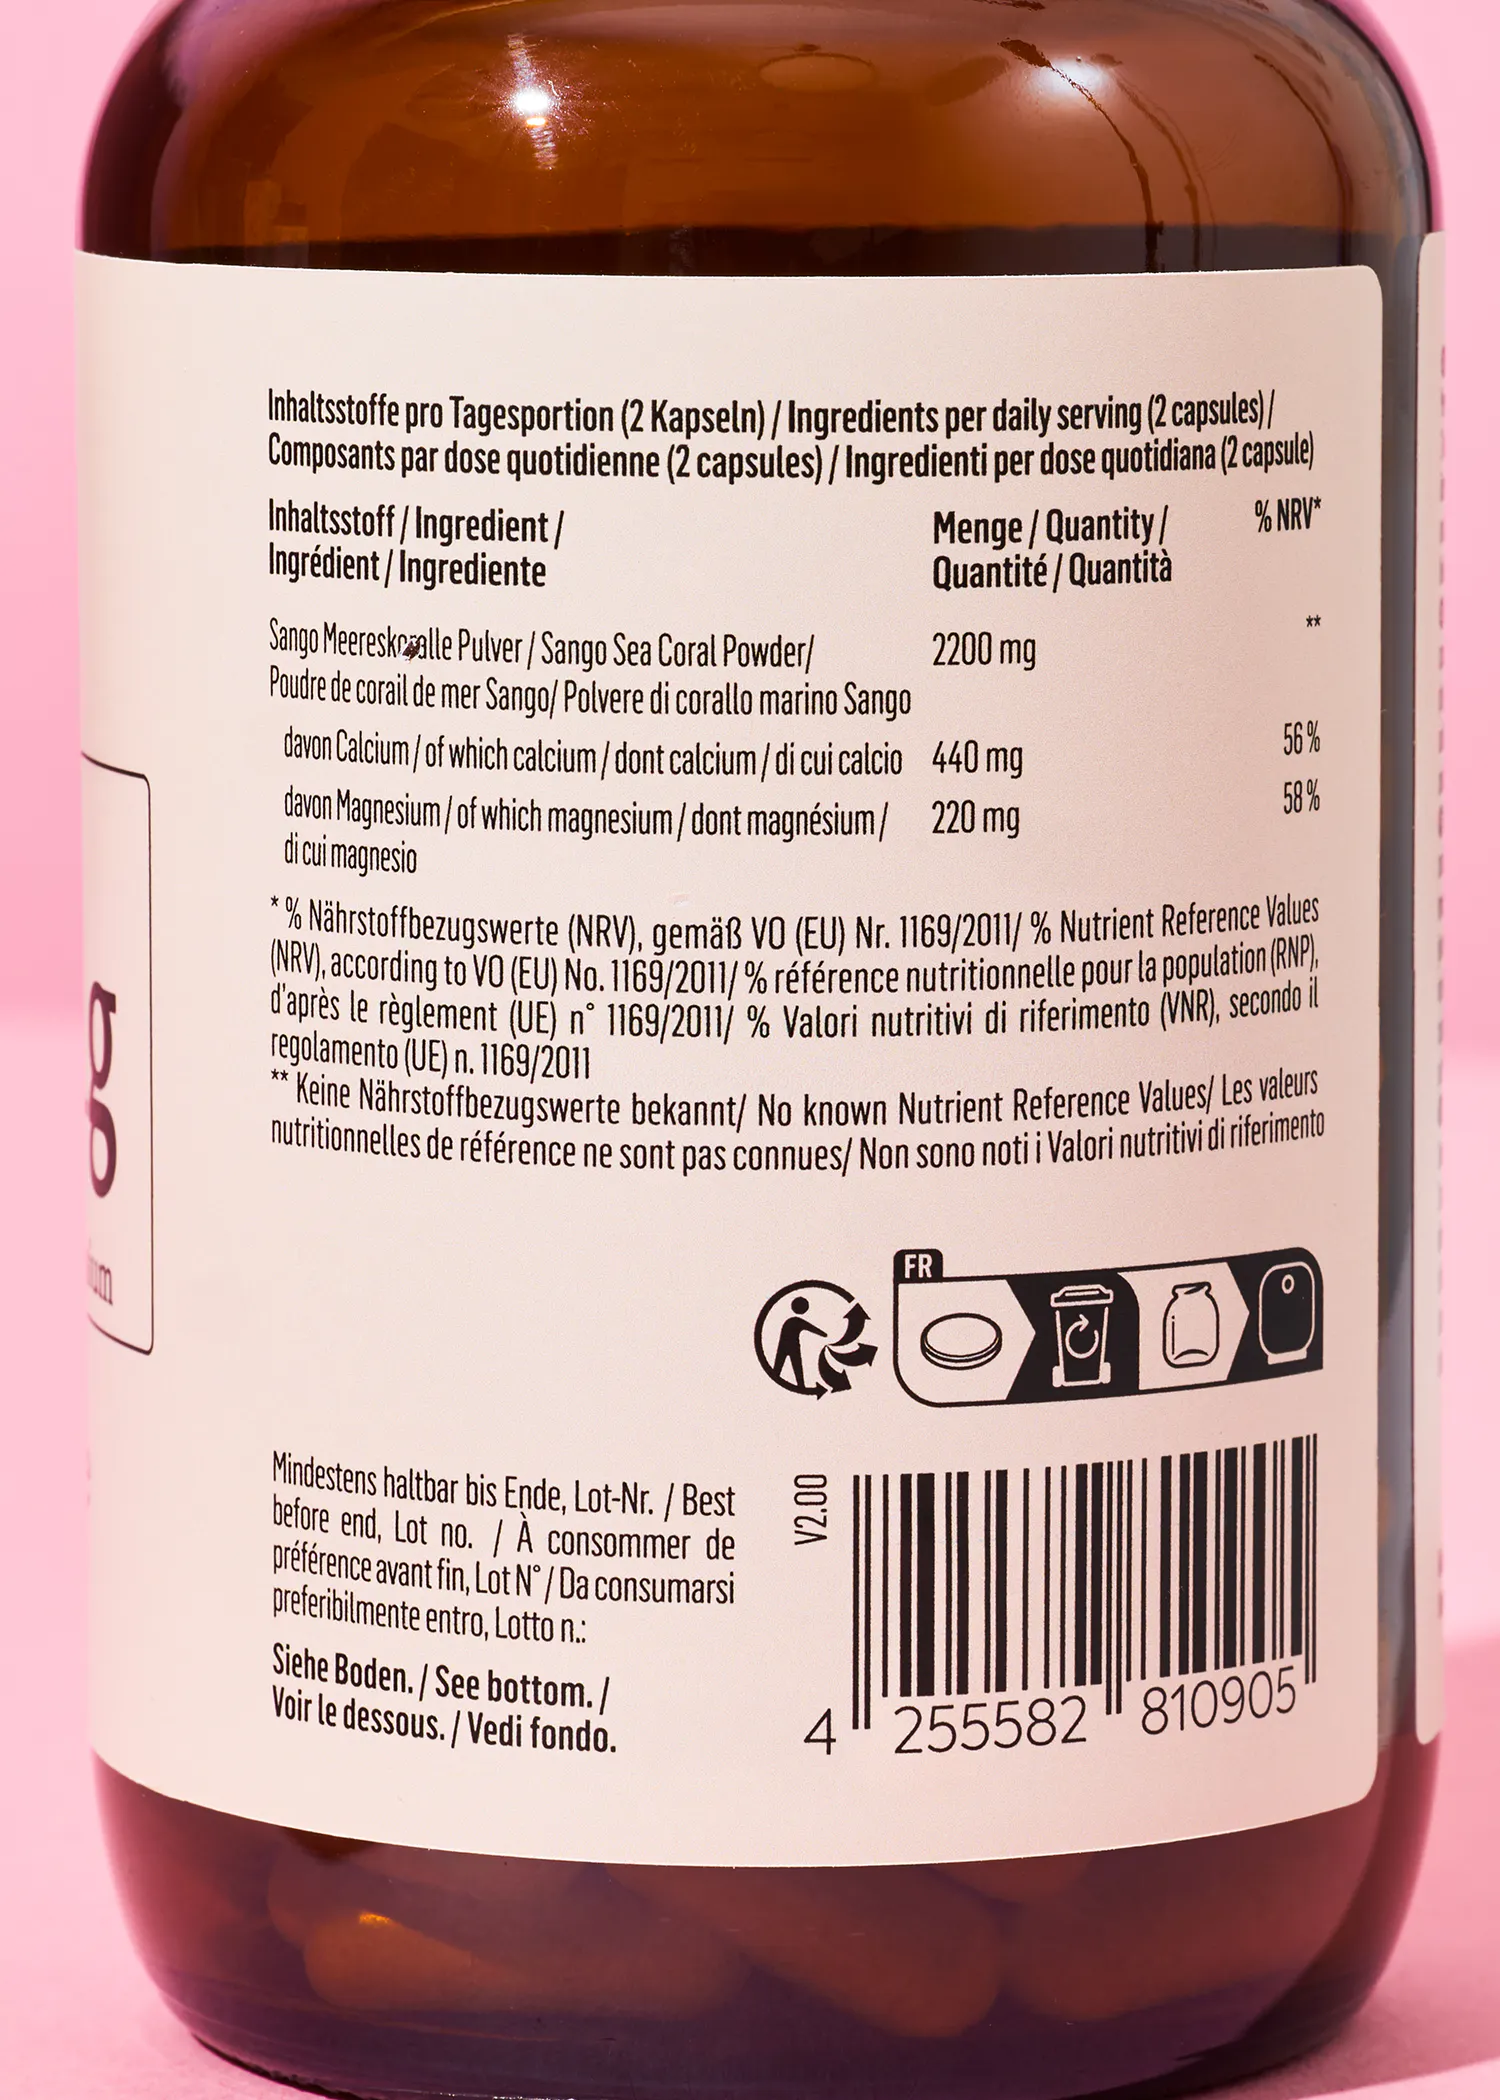 Inhaltsstoffe pro Tagesportion (2 Kapseln) / Ingredients per daily serving (2 capsules) /
Composants par dose quotidienne (2 capsules) / Ingredienti per dose quotidiana (2 capsule)
Inhaltsstoff / Ingredient / Menge / Quantity / % NRV*
Ingrédient / Ingrediente Quantité / Quantità
Sango Meereskoralle Pulver / Sango Sea Coral Powder/ 2200 mg **
Poudre de corail de mer Sango/ Polvere di corallo marino Sango
davon Calcium / of which calcium / dont calcium / di cui calcio 440 mg 56 %
davon Magnesium / of which magnesium / dont magnésium / 220 mg 58 %
di cui magnesio
* % Nährstoffbezugswerte (NRV), gemäß VO (EU) Nr. 1169/2011/ % Nutrient Reference Values
(NRV), according to VO (EU) No. 1169/2011/ % référence nutritionnelle pour la population (RNP),
d'après le règlement (UE) n° 1169/2011/ % Valori nutritivi di riferimento (VNR), secondo il
regolamento (UE) n. 1169/2011
** Keine Nährstoffbezugswerte bekannt/ No known Nutrient Reference Values/ Les valeurs
nutritionnelles de référence ne sont pas connues/ Non sono noti i Valori nutritivi di riferimento
g
FR
Mindestens haltbar bis Ende, Lot-Nr. / Best
before end, Lot no. / À consommer de
préférence avant fin, Lot N° / Da consumarsi
preferibilmente entro, Lotto n.:
Siehe Boden. / See bottom. /
Voir le dessous. / Vedi fondo.
V2.00
4 255582 810905